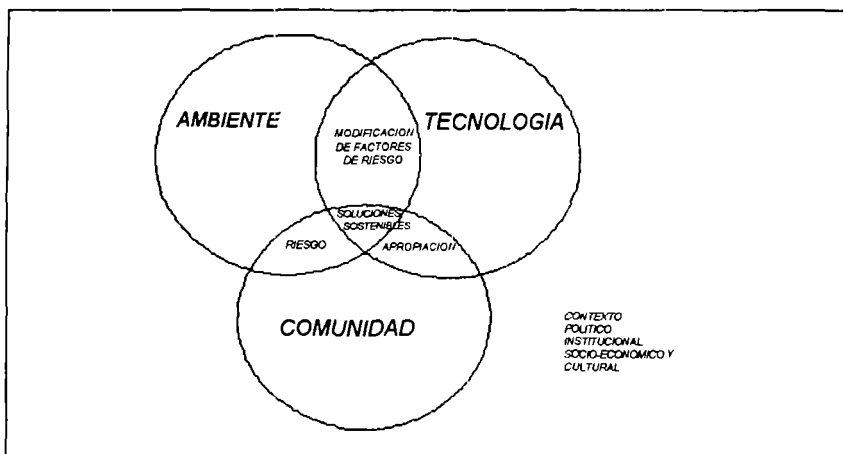 AMBIENTE
TECNOLOGIA
MODIFICACION
DE FACTORES
DE RIESGO
SOLUCIONES
SOSTENIBLES
RIESGO
APROPIACION
COMUNIDAD
CONTEXTO
POLITICO
INSTITUCIONAL
SOCIO-ECONOMICO Y
CULTURAL